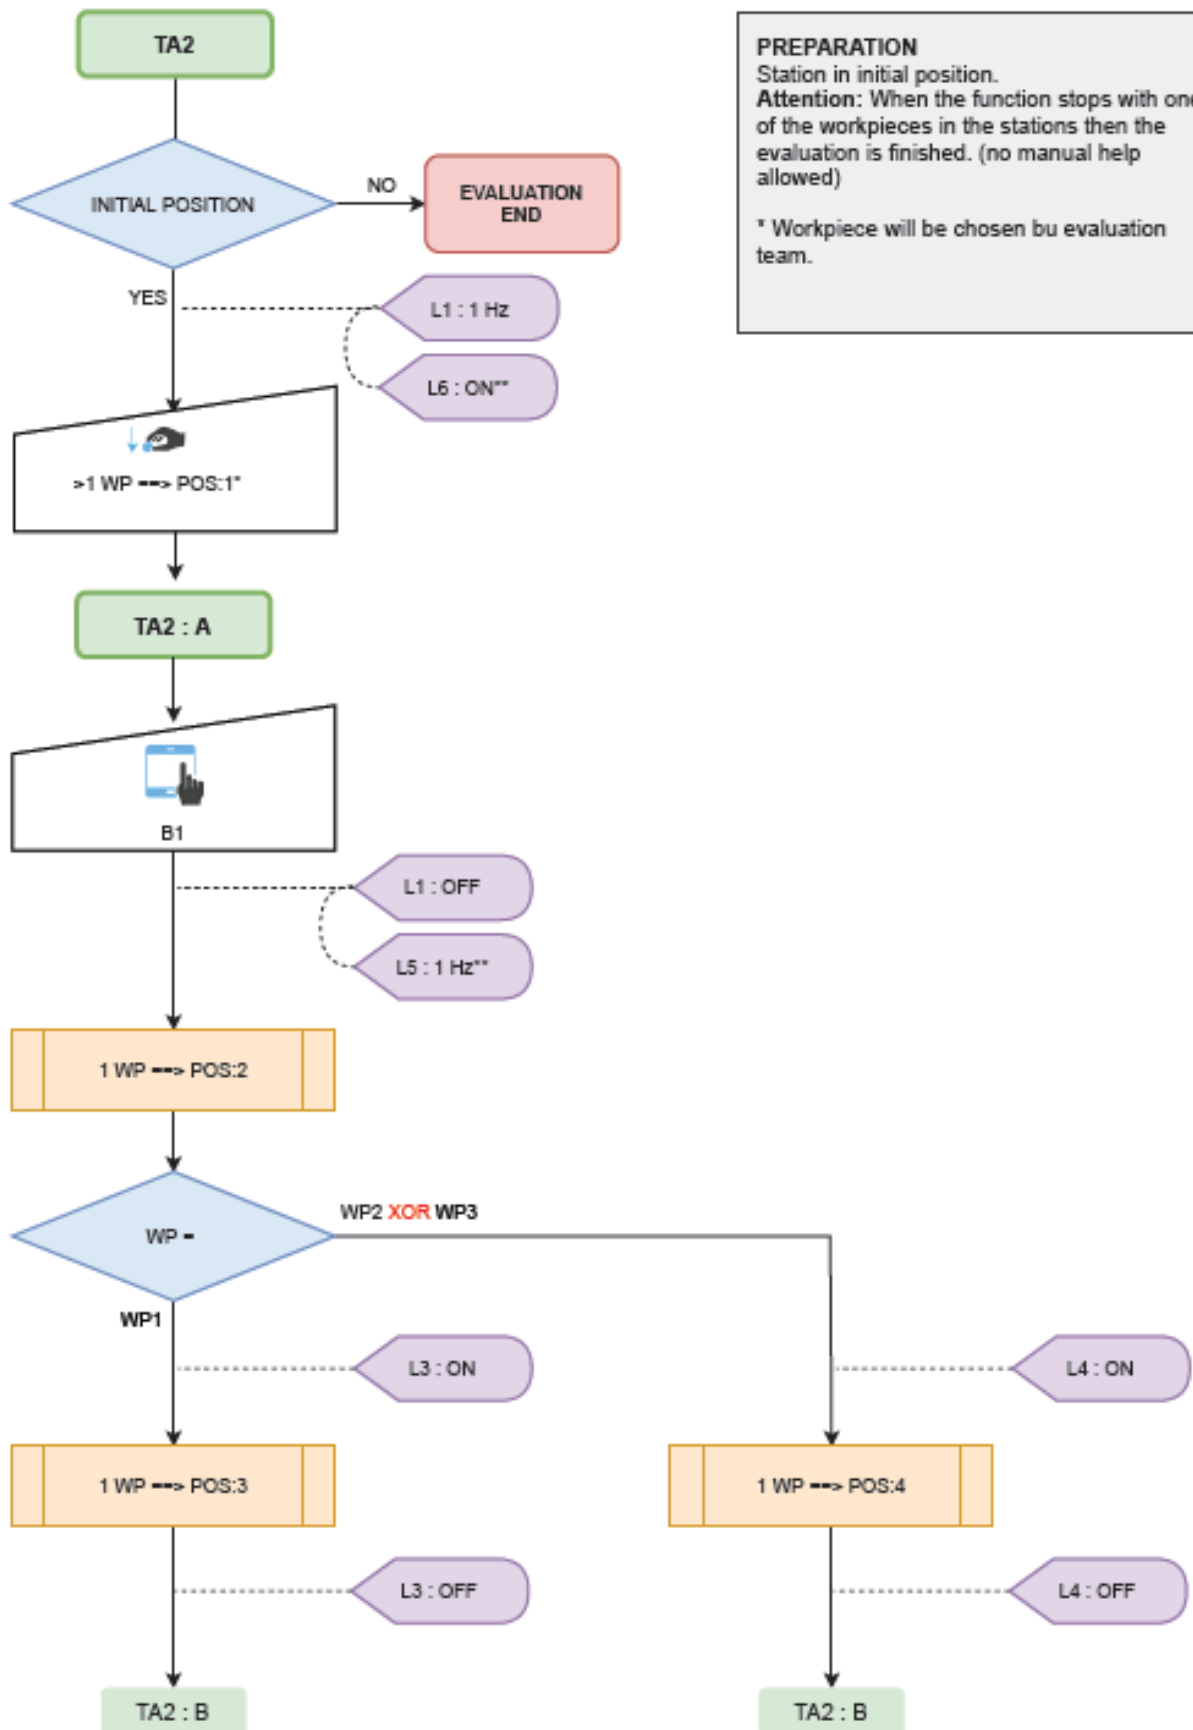 TA2
PREPARATION
Station in initial position.
Attention: When the function stops with one
of the workpieces in the stations then the
evaluation is finished. (no manual help
allowed)
* Workpiece will be chosen bu evaluation
team.
INITIAL POSITION
NO
EVALUATION
END
YES
L1 : 1 Hz
L6 : ON**
>1 WP ==> POS:1*
TA2 : A
B1
L1 : OFF
L5 : 1 Hz**
1 WP ==> POS:2
WP =
WP2 XOR WP3
WP1
L3 : ON
L4 : ON
1 WP ==> POS:3
1 WP ==> POS:4
L3 : OFF
L4 : OFF
TA2 : B
TA2 : B